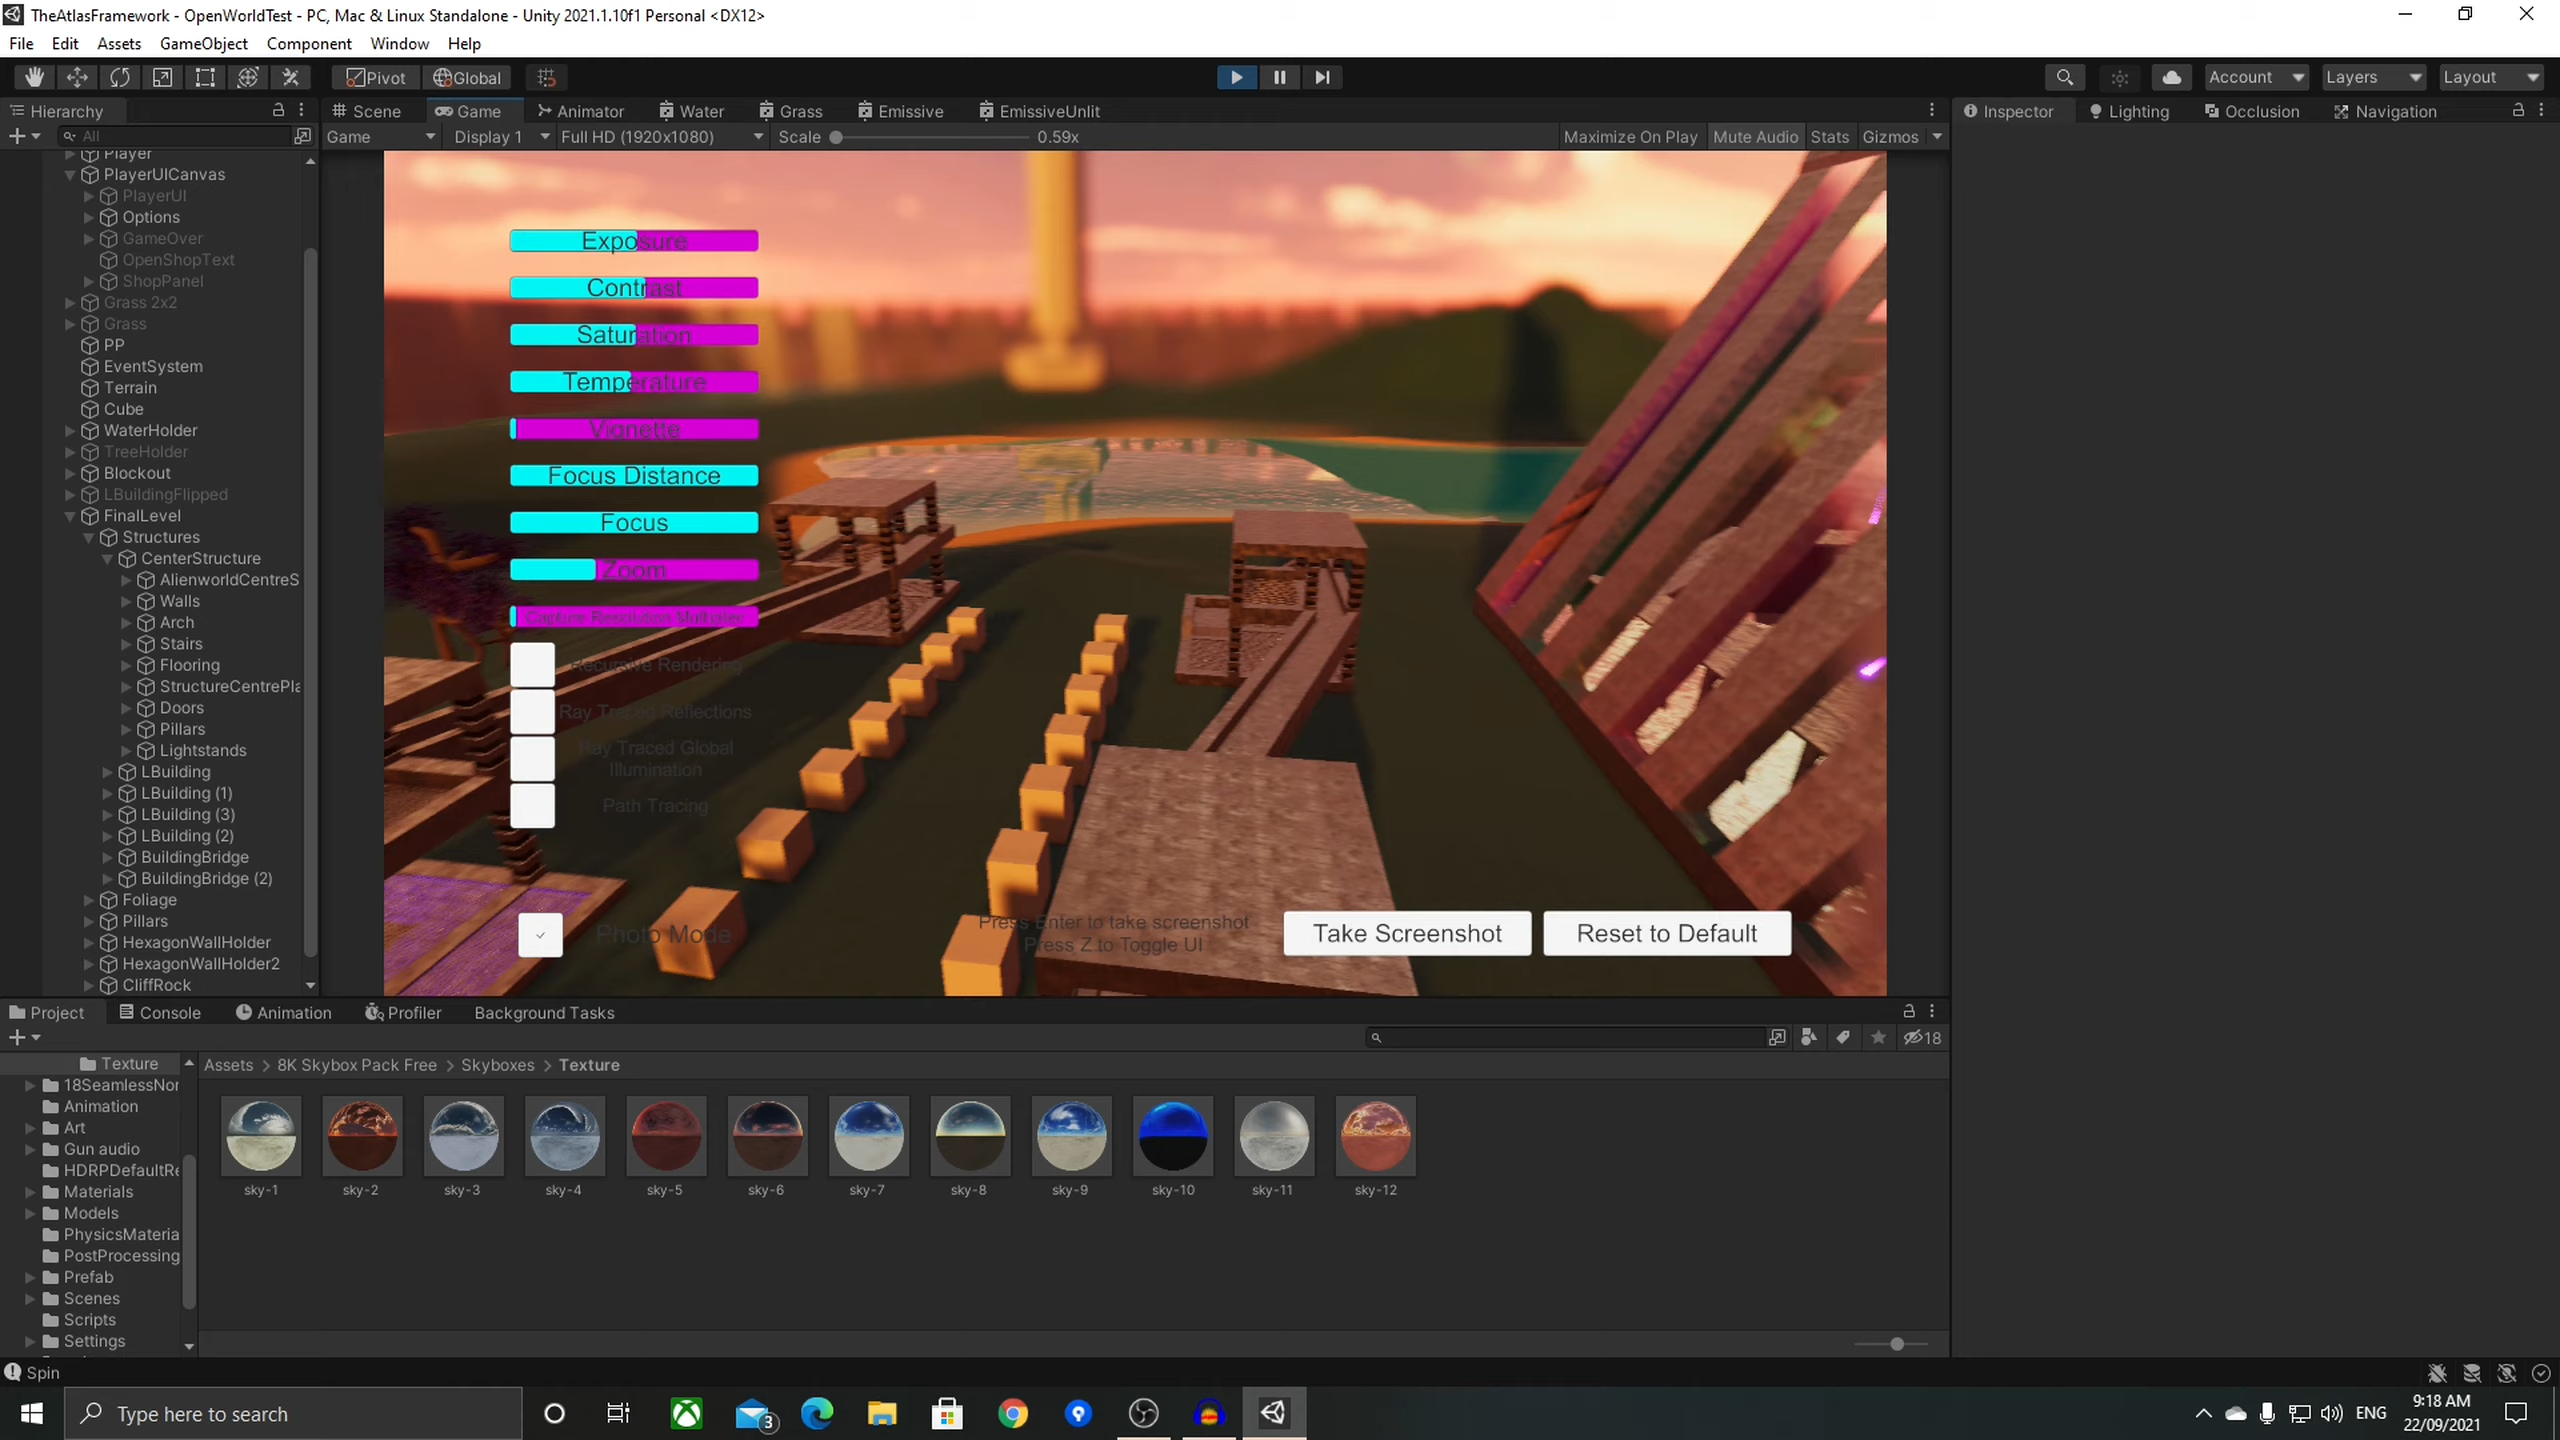 TheAtlasFramework - OpenWorldTest - PC, Mac & Linux Standalone - Unity 2021.1.10f1 Personal <DX12>
File Edit Assets GameObject Component Window Help
Pivot Global Account Layers Layout
Hierarchy Scene Game Animator Water Grass Emissive EmissiveUnlit Inspector Lighting Occlusion Navigation
All Game Display 1 Full HD (1920x1080) Scale 0.59x Maximize On Play Mute Audio Stats Gizmos
Player
PlayerUICanvas
PlayerUI
Options
GameOver
OpenShopText
ShopPanel
Grass 2x2
Grass
PP
EventSystem
Terrain
Cube
WaterHolder
TreeHolder
Blockout
LBuildingFlipped
FinalLevel
Structures
CenterStructure
AlienworldCentreS
Walls
Arch
Stairs
Flooring
StructureCentrePla
Doors
Pillars
Lightstands
LBuilding
LBuilding (1)
LBuilding (3)
LBuilding (2)
BuildingBridge
BuildingBridge (2)
Foliage
Pillars
HexagonWallHolder
HexagonWallHolder2
CliffRock
Exposure
Contrast
Saturation
Temperature
Vignette
Focus Distance
Focus
Zoom
Capture Resolution Multiplier
Recursive Rendering
Ray Traced Reflections
Ray Traced Global
Illumination
Path Tracing
Photo Mode
Press Enter to take screenshot
Press Z to Toggle UI
Take Screenshot
Reset to Default
Project Console Animation Profiler Background Tasks
18
Texture
18SeamlessNor
Animation
Art
Gun audio
HDRPDefaultRe
Materials
Models
PhysicsMateria
PostProcessing
Prefab
Scenes
Scripts
Settings
Assets > 8K Skybox Pack Free > Skyboxes > Texture
sky-1 sky-2 sky-3 sky-4 sky-5 sky-6 sky-7 sky-8 sky-9 sky-10 sky-11 sky-12
Spin
Type here to search
3
ENG
9:18 AM
22/09/2021